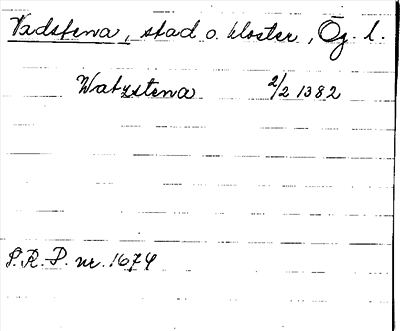 Vadstena, stad o. kloster, Ög. l.
Watzstena 2/2 1382
S.R.P. nr. 1674